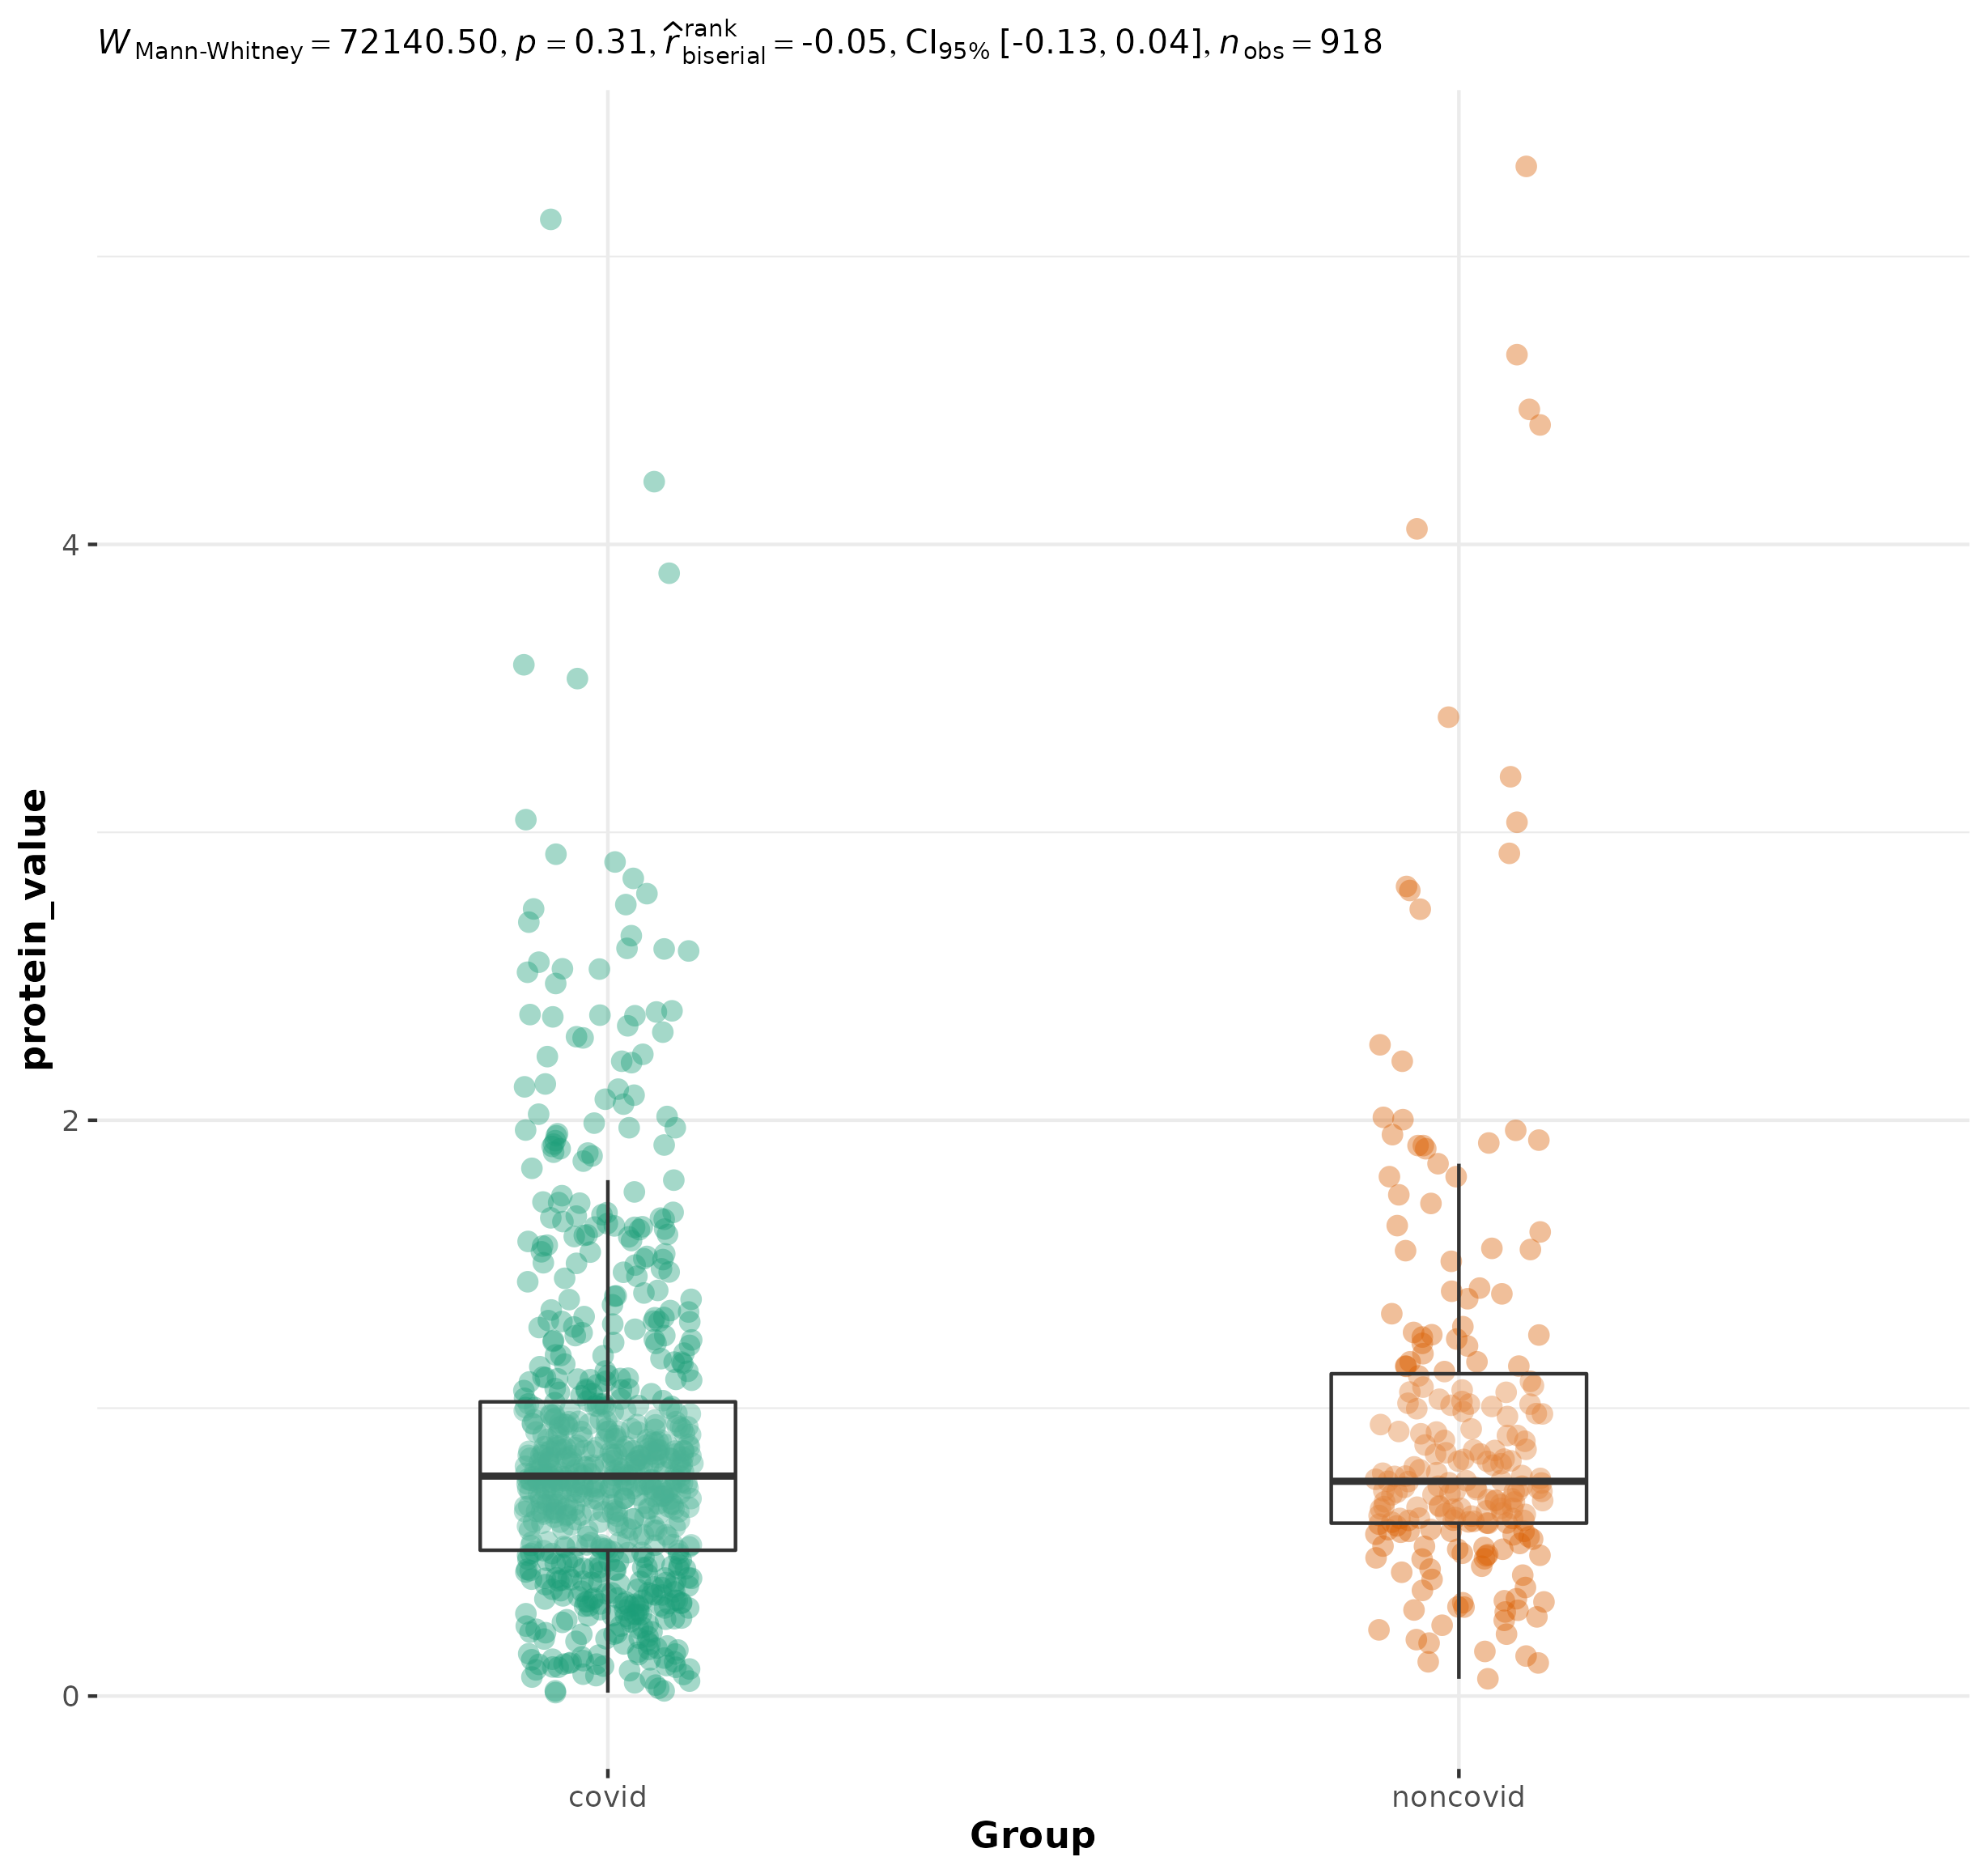 W Mann-Whitney = 72140.50, p = 0.31, r̂ rank biserial = -0.05, CI95% [-0.13, 0.04], n obs = 918
protein_value
4
2
0
covid noncovid
Group